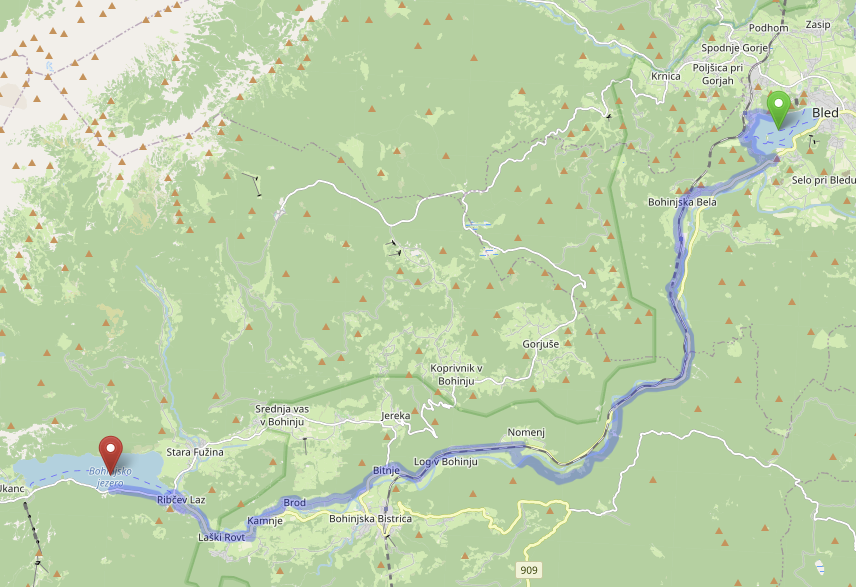 Podhom
Zasip
Spodnje Gorje
Krnica
Poljšica pri
Gorjah
Bled
Selo pri Bledu
Bohinjska Bela
Gorjuše
Koprivnik v
Bohinju
Srednja vas
v Bohinju
Jereka
Nomenj
Stara Fužina
Log v Bohinju
Bitnje
Bohinjsko
jezero
Ukanc
Ribčev Laz
Brod
Kamnje
Bohinjska Bistrica
Laški Rovt
909